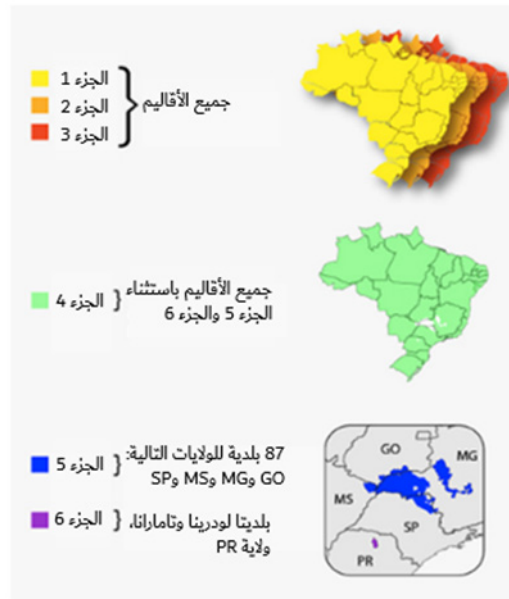 الجزء 1
الجزء 2
الجزء 3
جميع الأقاليم
الجزء 4
جميع الأقاليم باستثناء
الجزء 5 والجزء 6
الجزء 5
87 بلدية للولايات التالية:
GO وMG وMS وSP
الجزء 6
بلديتا لودرينا وتامارانا،
ولاية PR
GO
MG
MS
SP
PR